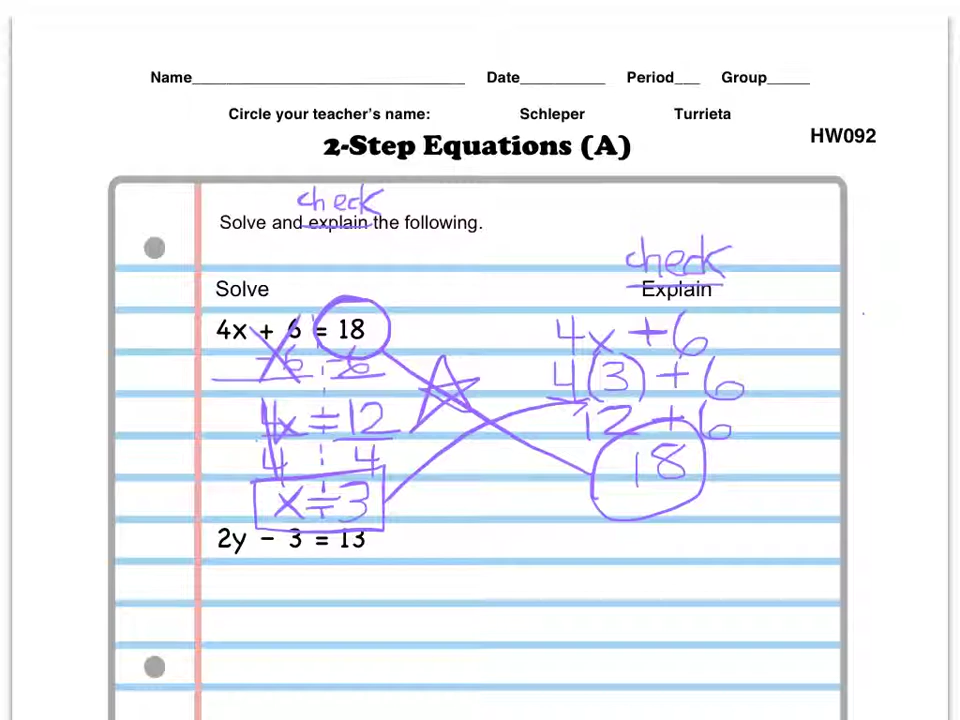 Name__________ Date__________ Period___ Group_____
Circle your teacher's name: Schleper Turrieta
HW092
2-Step Equations (A)
check
Solve and explain the following.
check
Solve Explain
4x + 6 = 18 4x + 6
-6 -6 4(3) + 6
4x = 12 12 + 6
4 4 18
x = 3
2y - 3 = 13